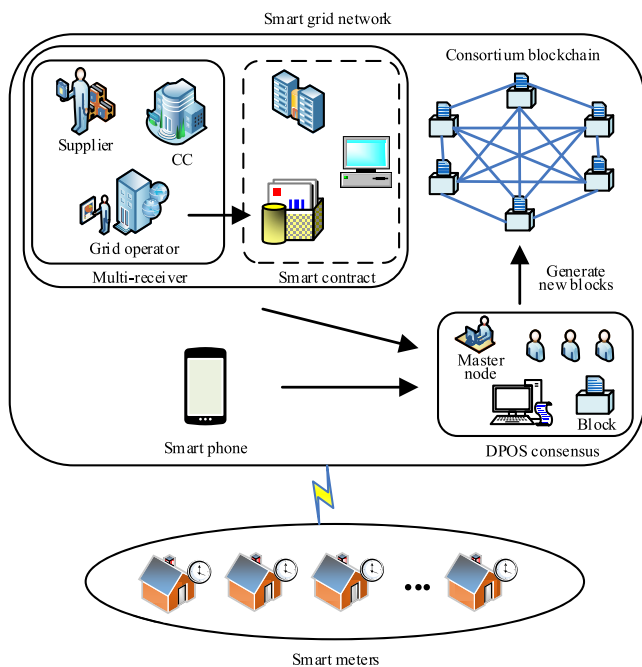 Smart grid network
Consortium blockchain
Supplier
CC
Grid operator
Multi-receiver
Smart contract
Generate
new blocks
Master
node
Block
Smart phone
DPOS consensus
Smart meters